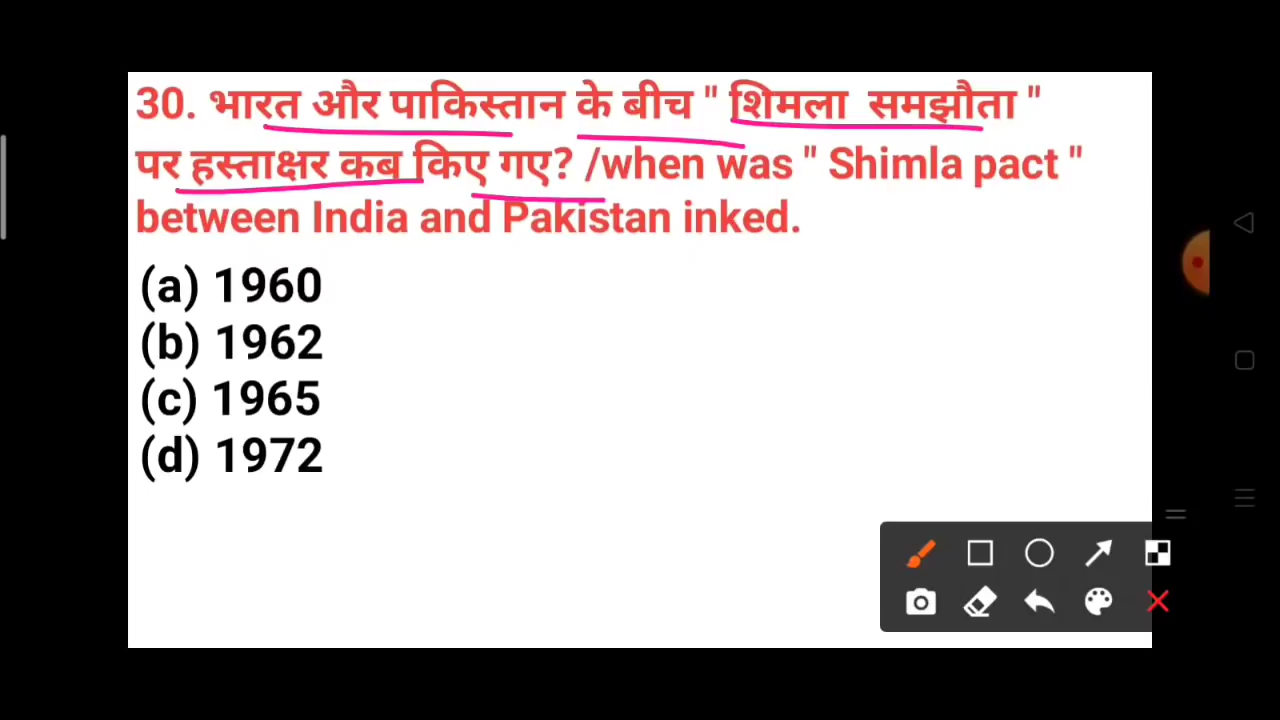 30. भारत और पाकिस्तान के बीच " शिमला समझौता "
पर हस्ताक्षर कब किए गए? /when was " Shimla pact "
between India and Pakistan inked.
(a) 1960
(b) 1962
(c) 1965
(d) 1972